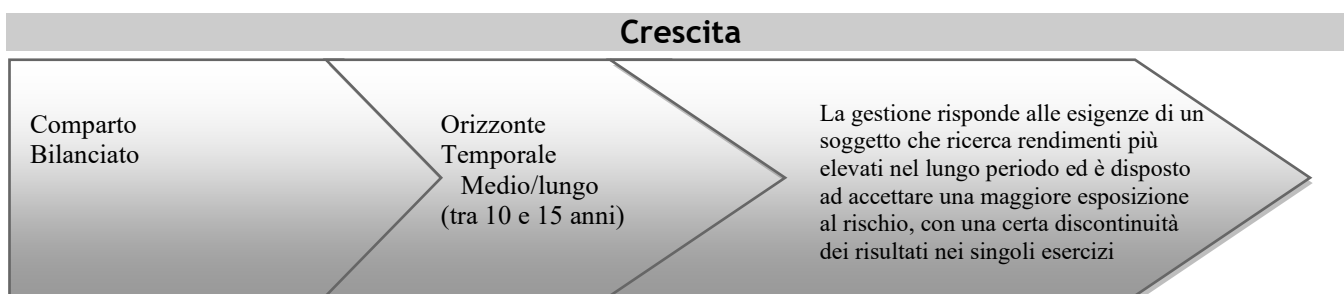 Crescita
Comparto
Bilanciato
Orizzonte
Temporale
Medio/lungo
(tra 10 e 15 anni)
La gestione risponde alle esigenze di un
soggetto che ricerca rendimenti più
elevati nel lungo periodo ed è disposto
ad accettare una maggiore esposizione
al rischio, con una certa discontinuità
dei risultati nei singoli esercizi